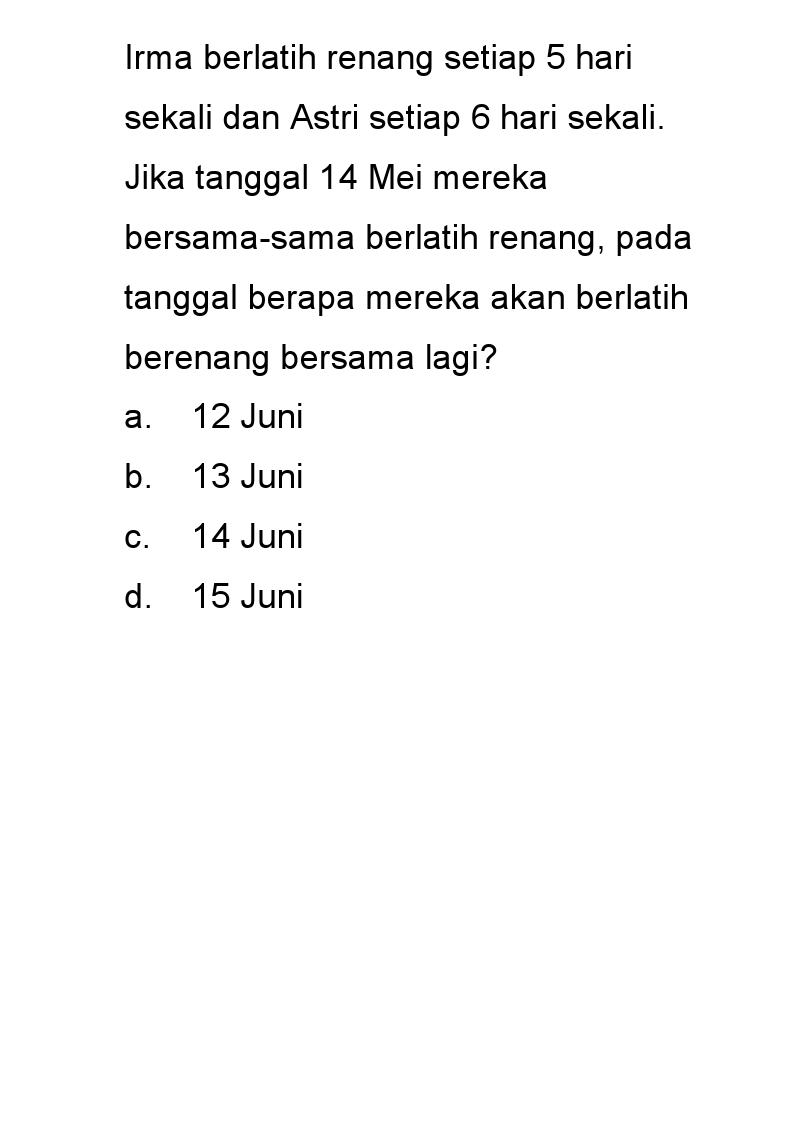 Irma berlatih renang setiap 5 hari
sekali dan Astri setiap 6 hari sekali.
Jika tanggal 14 Mei mereka
bersama-sama berlatih renang, pada
tanggal berapa mereka akan berlatih
berenang bersama lagi?
a. 12 Juni
b. 13 Juni
c. 14 Juni
d. 15 Juni